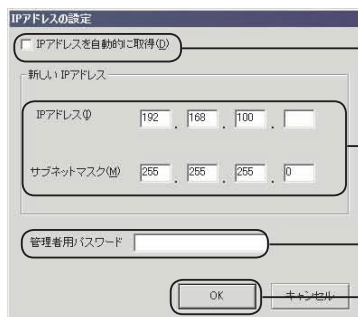 IPアドレスの設定
IPアドレスを自動的に取得(D)
新しいIPアドレス
IPアドレス(I) 192 . 168 . 100 .
サブネットマスク(M) 255 . 255 . 255 . 0
管理者用パスワード
OK キャンセル